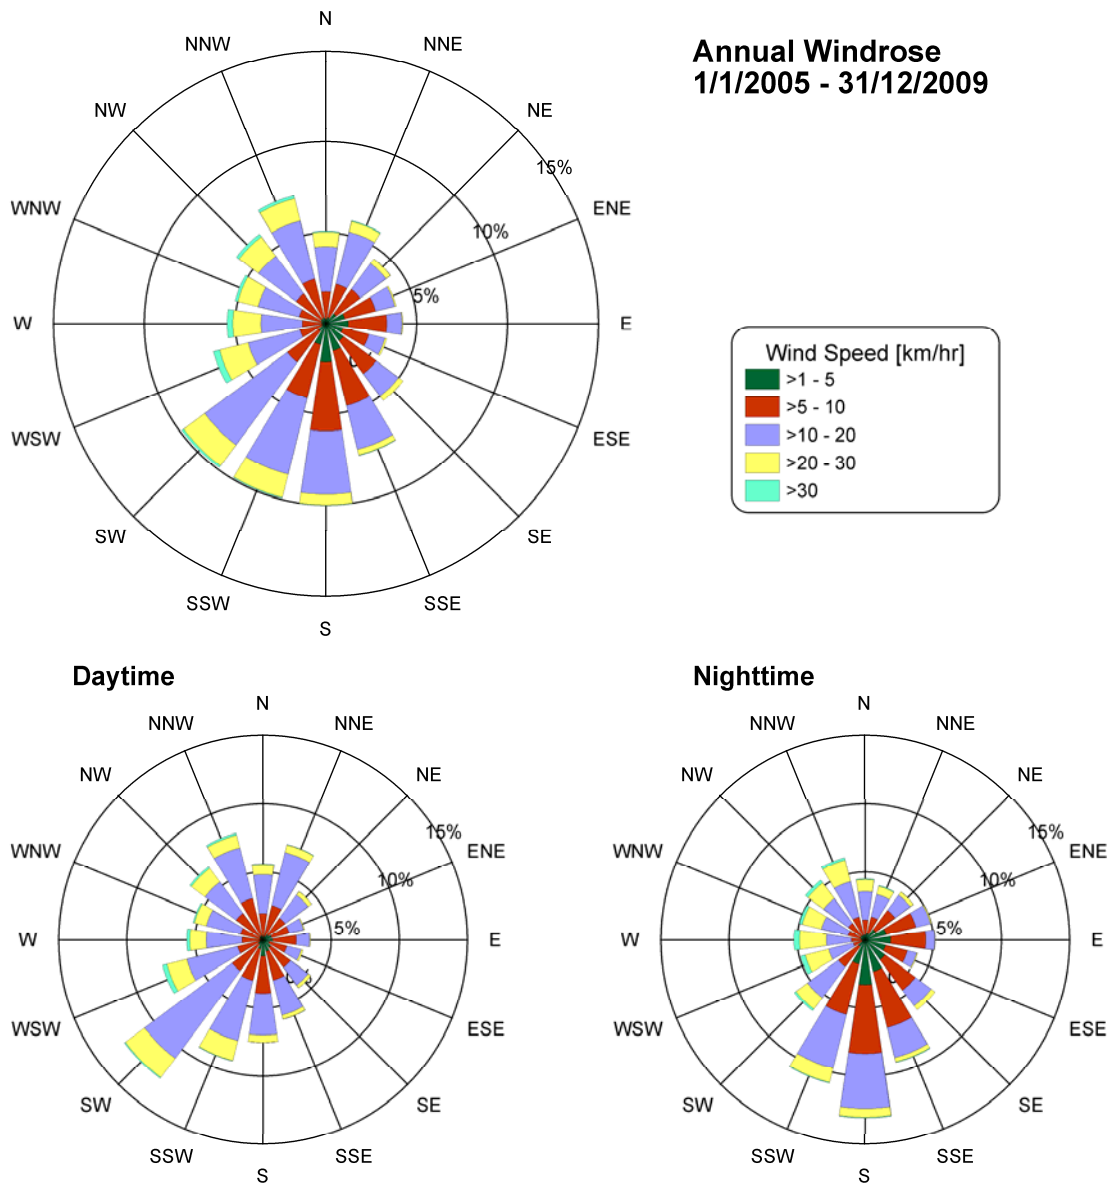 N
NNW
NNE
Annual Windrose
1/1/2005 - 31/12/2009
NW
NE
15%
WNW
ENE
10%
5%
W
E
Wind Speed [km/hr]
>1 - 5
>5 - 10
>10 - 20
>20 - 30
>30
WSW
ESE
SW
SE
SSW
SSE
S
Daytime
N
NNW
NNE
NW
NE
15%
WNW
ENE
10%
5%
W
E
WSW
ESE
SW
SE
SSW
SSE
S
Nighttime
N
NNW
NNE
NW
NE
15%
WNW
ENE
10%
5%
W
E
WSW
ESE
SW
SE
SSW
SSE
S